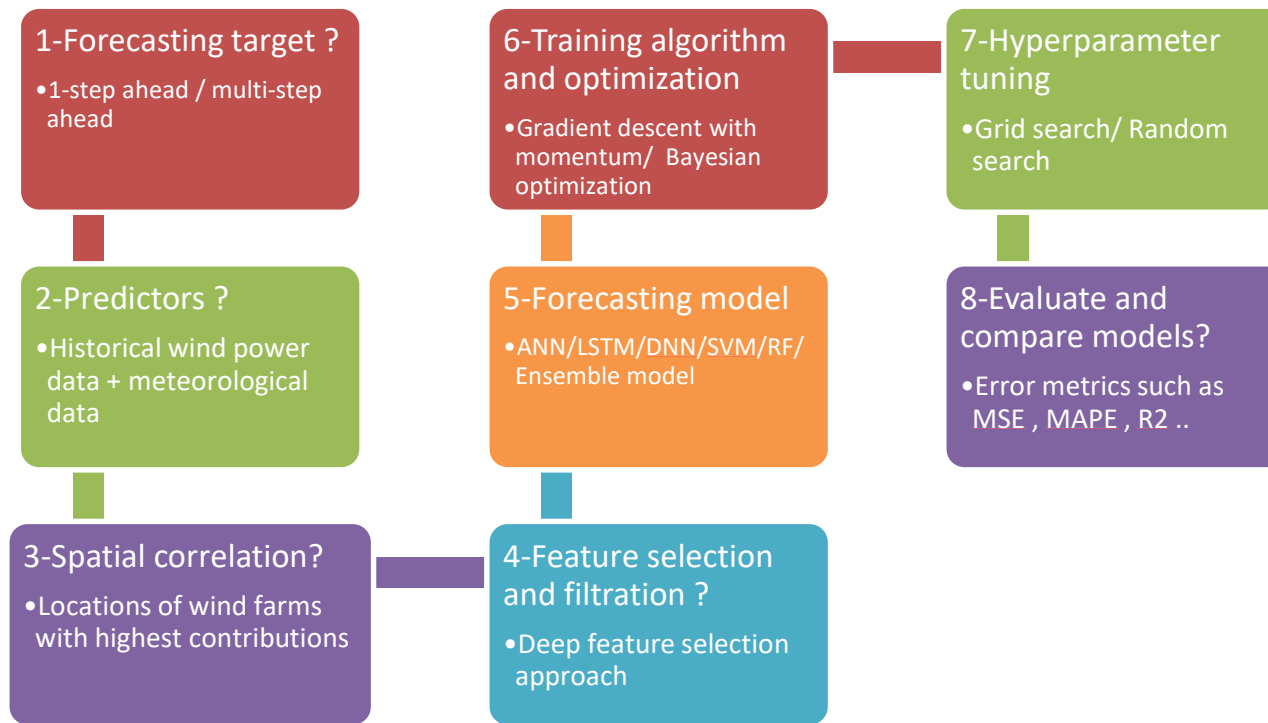 1-Forecasting target ?
•1-step ahead / multi-step
ahead
2-Predictors ?
•Historical wind power
data + meteorological
data
3-Spatial correlation?
•Locations of wind farms
with highest contributions
4-Feature selection
and filtration ?
•Deep feature selection
approach
5-Forecasting model
•ANN/LSTM/DNN/SVM/RF/
Ensemble model
6-Training algorithm
and optimization
•Gradient descent with
momentum/ Bayesian
optimization
7-Hyperparameter
tuning
•Grid search/ Random
search
8-Evaluate and
compare models?
•Error metrics such as
MSE , MAPE , R2 ..